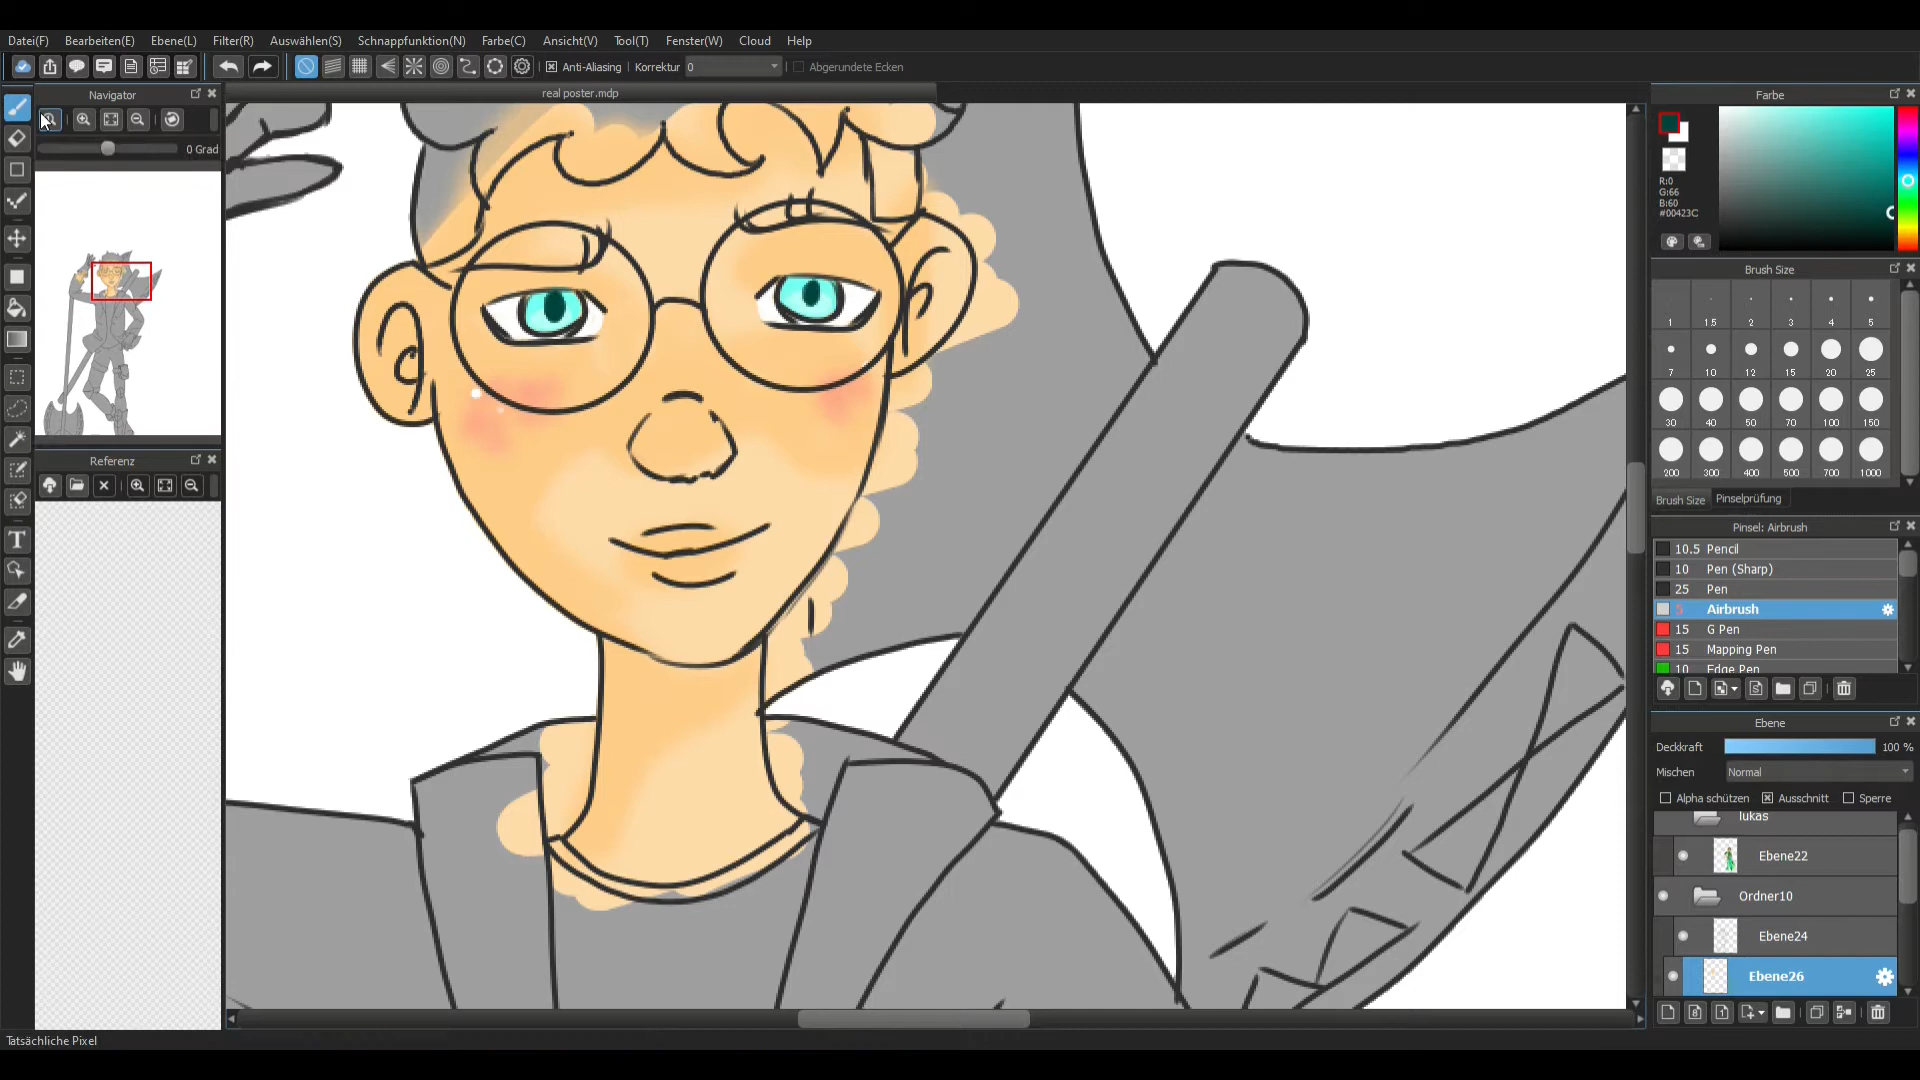 Datei(F) Bearbeiten(E) Ebene(L) Filter(R) Auswählen(S) Schnappfunktion(N) Farbe(C) Ansicht(V) Tool(T) Fenster(W) Cloud Help
Anti-Aliasing Korrektur 0 Abgerundete Ecken
Navigator
real poster.mdp
0 Grad
Referenz
T
Farbe
R:0
G:66
B:60
#00423C
Brush Size
1 1.5 2 3 4 5
7 10 12 15 20 25
30 40 50 70 100 150
200 300 400 500 700 1000
Brush Size Pinselprüfung
Pinsel: Airbrush
10.5 Pencil
10 Pen (Sharp)
25 Pen
Airbrush
15 G Pen
15 Mapping Pen
10 Edge Pen
Ebene
Deckkraft 100 %
Mischen Normal
Alpha schützen Ausschnitt Sperre
lukas
Ebene22
Ordner10
Ebene24
Ebene26
Tatsächliche Pixel